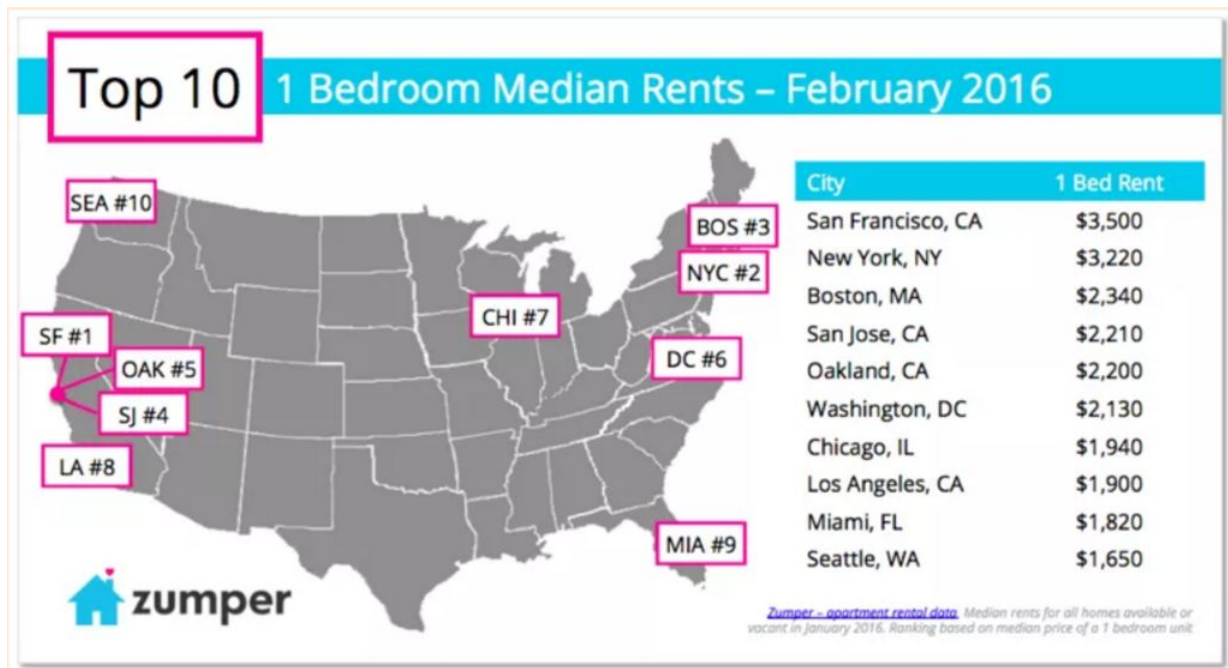 Top 10
1 Bedroom Median Rents – February 2016
SEA #10
BOS #3
NYC #2
CHI #7
SF #1
OAK #5
DC #6
SJ #4
LA #8
MIA #9
City 1 Bed Rent
San Francisco, CA $3,500
New York, NY $3,220
Boston, MA $2,340
San Jose, CA $2,210
Oakland, CA $2,200
Washington, DC $2,130
Chicago, IL $1,940
Los Angeles, CA $1,900
Miami, FL $1,820
Seattle, WA $1,650
zumper
Zumper – apartment rental data. Median rents for all homes available or
vacant in January 2016. Ranking based on median price of a 1 bedroom unit